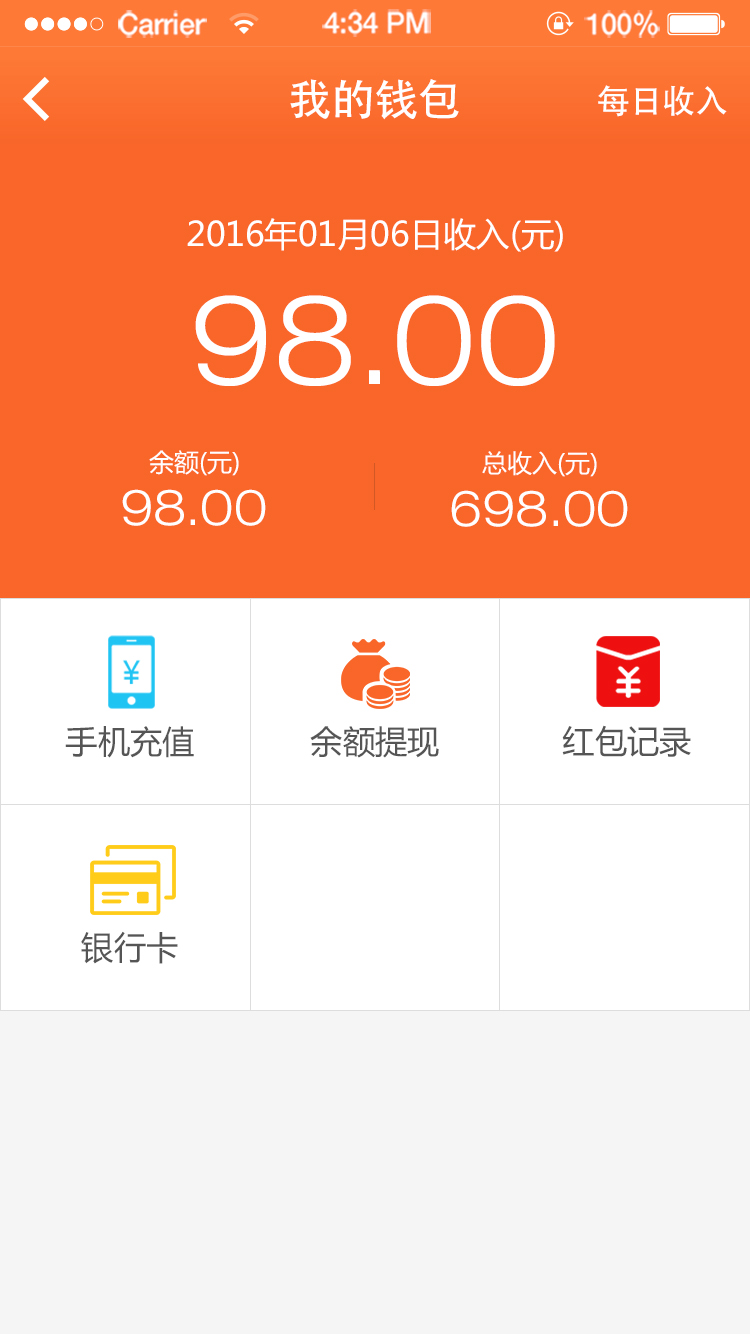 Carrier 4:34 PM 100%
我的钱包 每日收入
2016年01月06日收入(元)
98.00
余额(元) 总收入(元)
98.00 698.00
¥ ¥
手机充值 余额提现 红包记录
银行卡